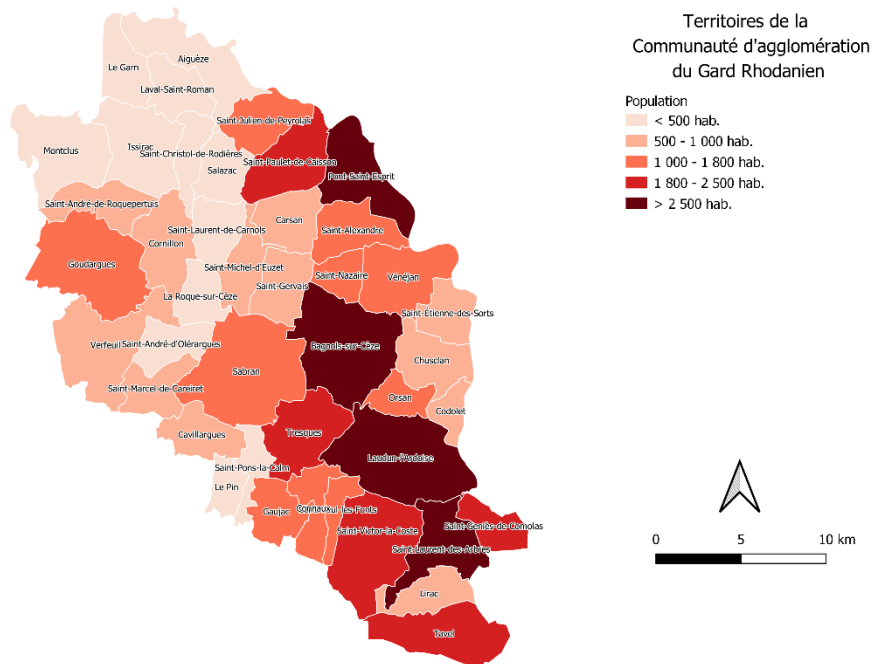 Territoires de la
Communauté d'agglomération
du Gard Rhodanien
Population
< 500 hab.
500 - 1 000 hab.
1 000 - 1 800 hab.
1 800 - 2 500 hab.
> 2 500 hab.
Aiguèze
Le Garn
Laval-Saint-Roman
Saint-Julien-de-Peyrolas
Issirac
Montclus
Saint-Christol-de-Rodières
Saint-Paulet-de-Caisson
Salazac
Pont-Saint-Esprit
Saint-André-de-Roquepertuis
Carsan
Saint-Laurent-de-Carnols
Saint-Alexandre
Cornillon
Goudargues
Saint-Michel-d'Euzet
Saint-Nazaire
Vénéjan
Saint-Gervais
La Roque-sur-Cèze
Saint-Étienne-des-Sorts
Verfeuil
Saint-André-d'Olérargues
Bagnols-sur-Cèze
Chusclan
Sabran
Saint-Marcel-de-Careiret
Orsan
Codolet
Cavillargues
Tresques
Laudun-l'Ardoise
Saint-Pons-la-Calm
Le Pin
Gaujac
Connaux
ul-les-Fonts
Saint-Victor-la-Coste
Saint-Geniès-de-Comolas
Saint-Laurent-des-Arbres
Lirac
Tavel
0 5 10 km